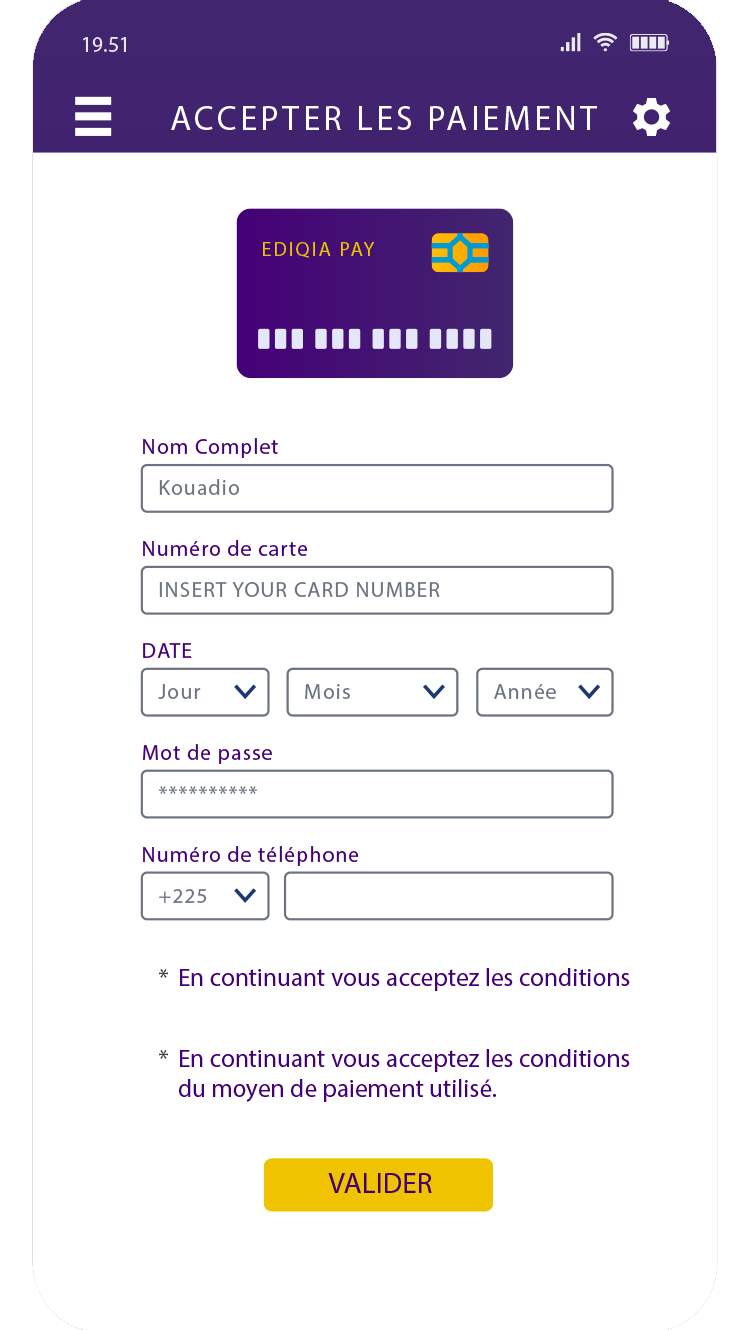 19.51
ACCEPTER LES PAIEMENT
EDIQIA PAY
Nom Complet
Kouadio
Numéro de carte
INSERT YOUR CARD NUMBER
DATE
Jour Mois Année
Mot de passe
**********
Numéro de téléphone
+225
* En continuant vous acceptez les conditions
* En continuant vous acceptez les conditions
du moyen de paiement utilisé.
VALIDER